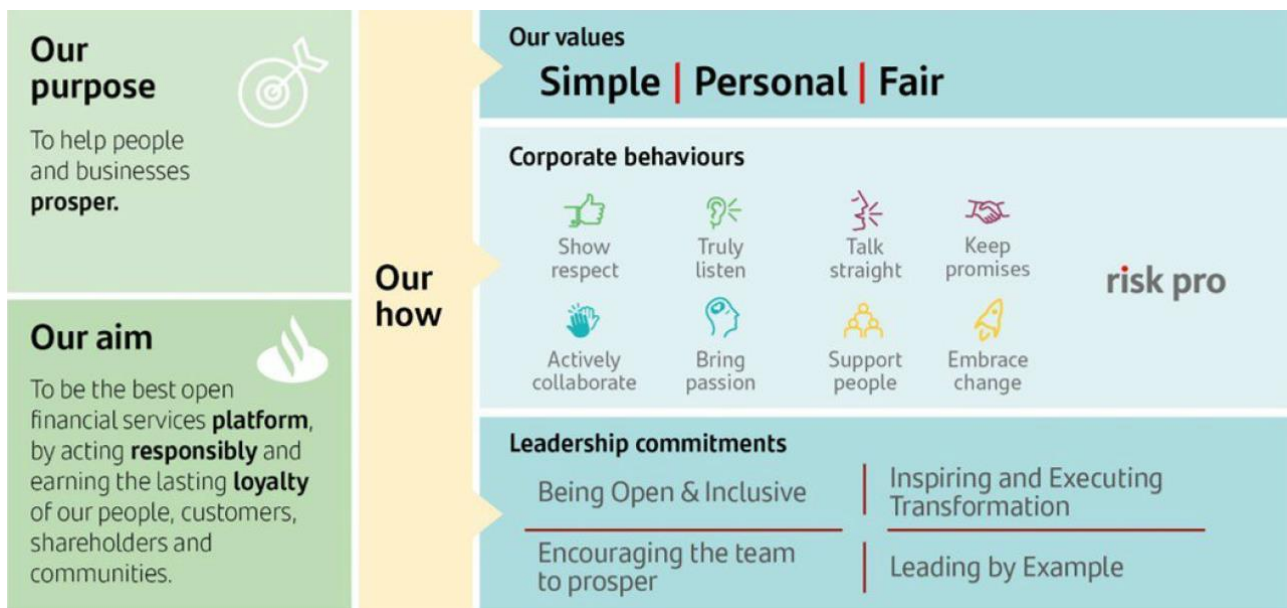 Our
purpose
To help people
and businesses
prosper.
Our aim
To be the best open
financial services platform,
by acting responsibly and
earning the lasting loyalty
of our people, customers,
shareholders and
communities.
Our
how
Our values
Simple | Personal | Fair
Corporate behaviours
Show
respect
Truly
listen
Talk
straight
Keep
promises
Actively
collaborate
Bring
passion
Support
people
Embrace
change
risk pro
Leadership commitments
Being Open & Inclusive
Inspiring and Executing
Transformation
Encouraging the team
to prosper
Leading by Example